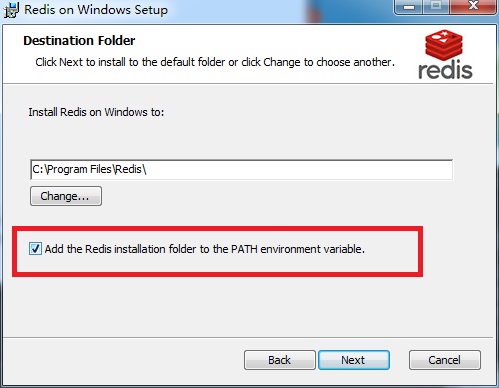 Redis on Windows Setup
Destination Folder
Click Next to install to the default folder or click Change to choose another.
redis
Install Redis on Windows to:
C:\Program Files\Redis\
Change...
Add the Redis installation folder to the PATH environment variable.
Back
Next
Cancel